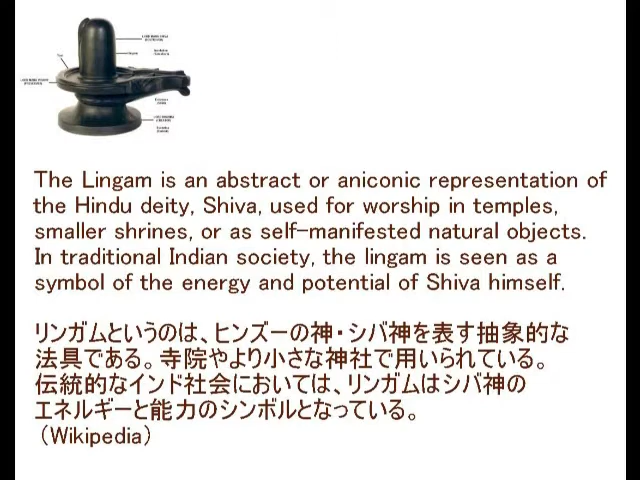 The Lingam is an abstract or aniconic representation of
the Hindu deity, Shiva, used for worship in temples,
smaller shrines, or as self-manifested natural objects.
In traditional Indian society, the lingam is seen as a
symbol of the energy and potential of Shiva himself.
リンガムというのは、ヒンズーの神・シバ神を表す抽象的な
法具である。寺院やより小さな神社で用いられている。
伝統的なインド社会においては、リンガムはシバ神の
エネルギーと能力のシンボルとなっている。
（Wikipedia）